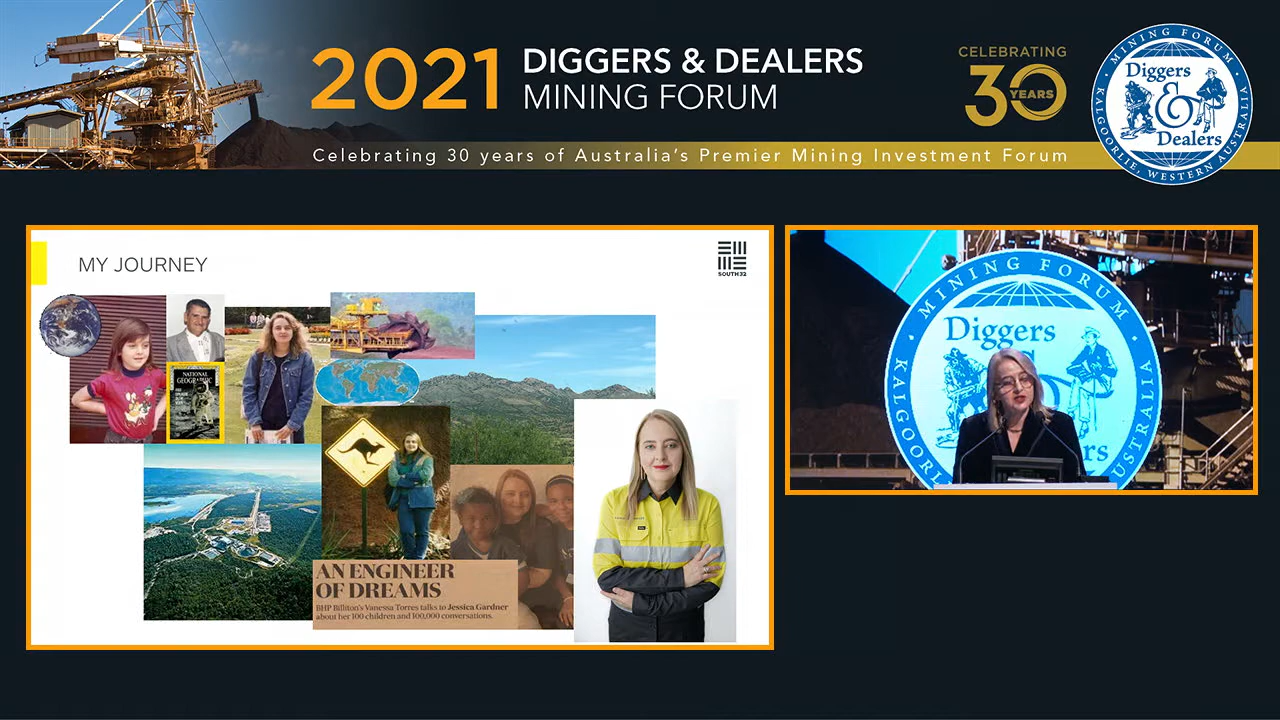 2021 DIGGERS & DEALERS
MINING FORUM
CELEBRATING
30
YEARS
Celebrating 30 years of Australia's Premier Mining Investment Forum
MINING FORUM
Diggers
&
Dealers
KALGOORLIE, WESTERN AUSTRALIA
MY JOURNEY
SOUTH32
NATIONAL
GEOGRAPHIC
AN ENGINEER
OF DREAMS
BHP Billiton's Vanessa Torres talks to Jessica Gardner
about her 100 children and 100,000 conversations.
MINING FORUM
Diggers